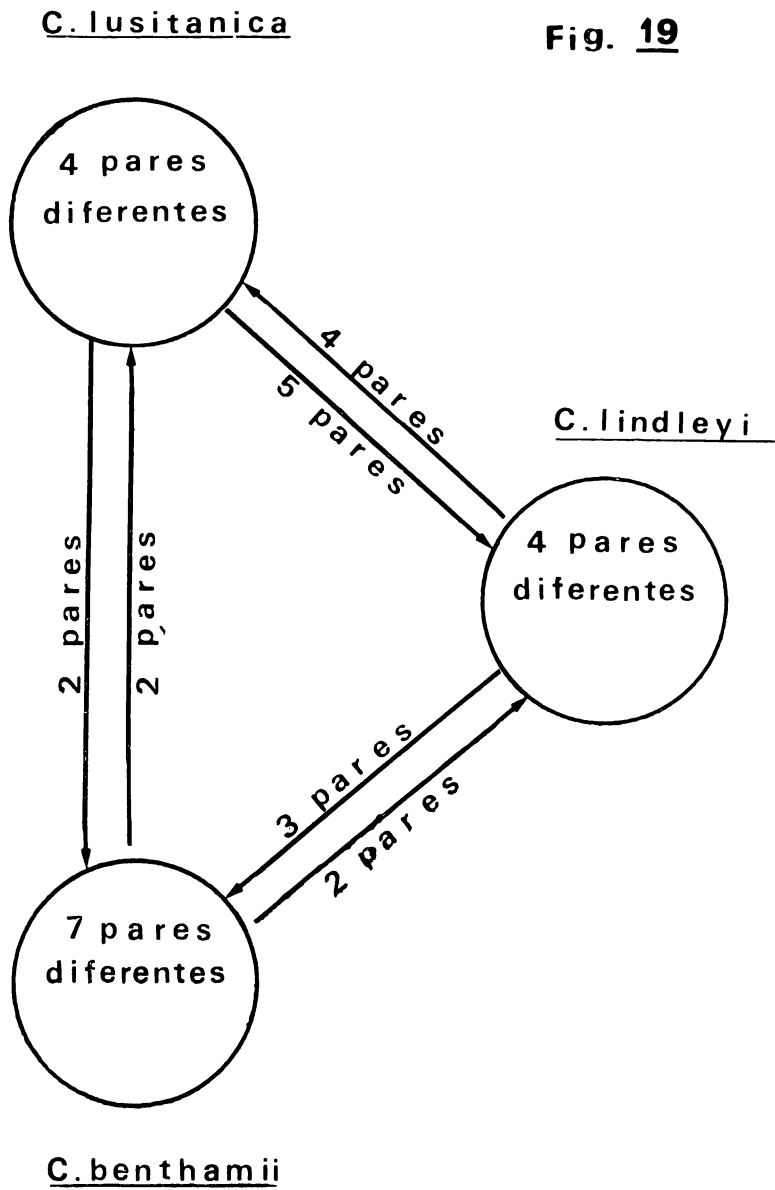 C. lusitanica
Fig. 19
4 pares
diferentes
4 pares
5 pares
C. lindleyi
4 pares
diferentes
2 pares
2 pares
3 pares
2 pares
7 pares
diferentes
C. benthamii